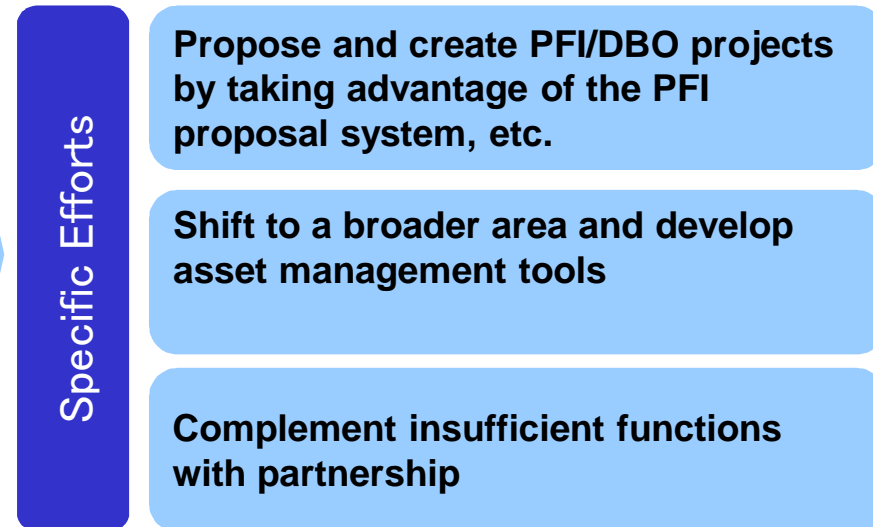 Specific Efforts
Propose and create PFI/DBO projects
by taking advantage of the PFI
proposal system, etc.
Shift to a broader area and develop
asset management tools
Complement insufficient functions
with partnership